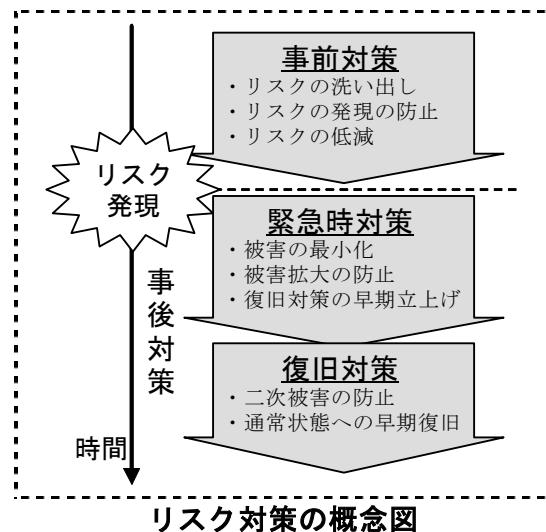 事前対策
・リスクの洗い出し
・リスクの発現の防止
・リスクの低減
リスク
発現
緊急時対策
・被害の最小化
・被害拡大の防止
・復旧対策の早期立上げ
事後対策
復旧対策
・二次被害の防止
・通常状態への早期復旧
時間
リスク対策の概念図